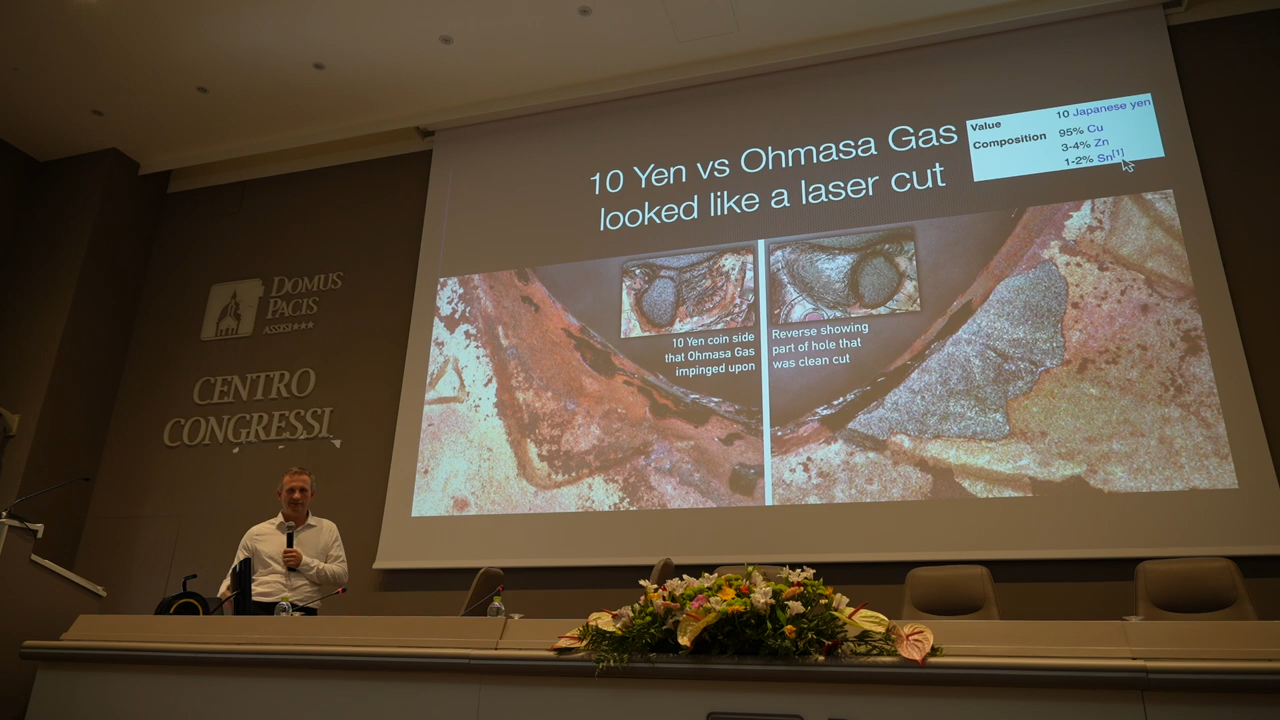 10 Yen vs Ohmasa Gas
looked like a laser cut
Value 10 Japanese yen
Composition 95% Cu
3-4% Zn
1-2% Sn[1]
10 Yen coin side
that Ohmasa Gas
impinged upon
Reverse showing
part of hole that
was clean cut
DOMUS
PACIS
ASSISI★★★
CENTRO
CONGRESSI